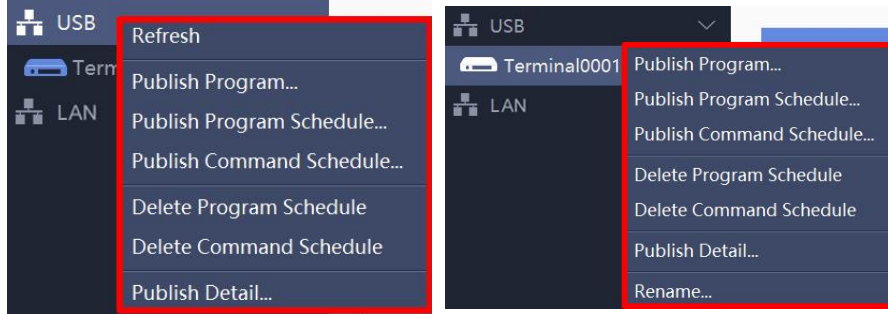 USB
Refresh
Term
Publish Program...
LAN
Publish Program Schedule...
Publish Command Schedule...
Delete Program Schedule
Delete Command Schedule
Publish Detail...
USB
Terminal0001
LAN
Publish Program...
Publish Program Schedule...
Publish Command Schedule...
Delete Program Schedule
Delete Command Schedule
Publish Detail...
Rename...